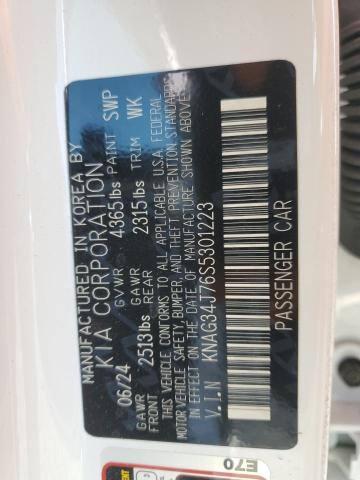 MANUFACTURED IN KOREA BY
KIA CORPORATION
06/24 GVWR 4365lbs PAINT SWP
GAWR FRONT 2513lbs GAWR REAR 2315lbs TRIM WK
THIS VEHICLE CONFORMS TO ALL APPLICABLE U.S.A. FEDERAL
MOTOR VEHICLE SAFETY, BUMPER, AND THEFT PREVENTION STANDARDS
IN EFFECT ON THE DATE OF MANUFACTURE SHOWN ABOVE.
V.I.N KNAG34J76S5301223
PASSENGER CAR
E70